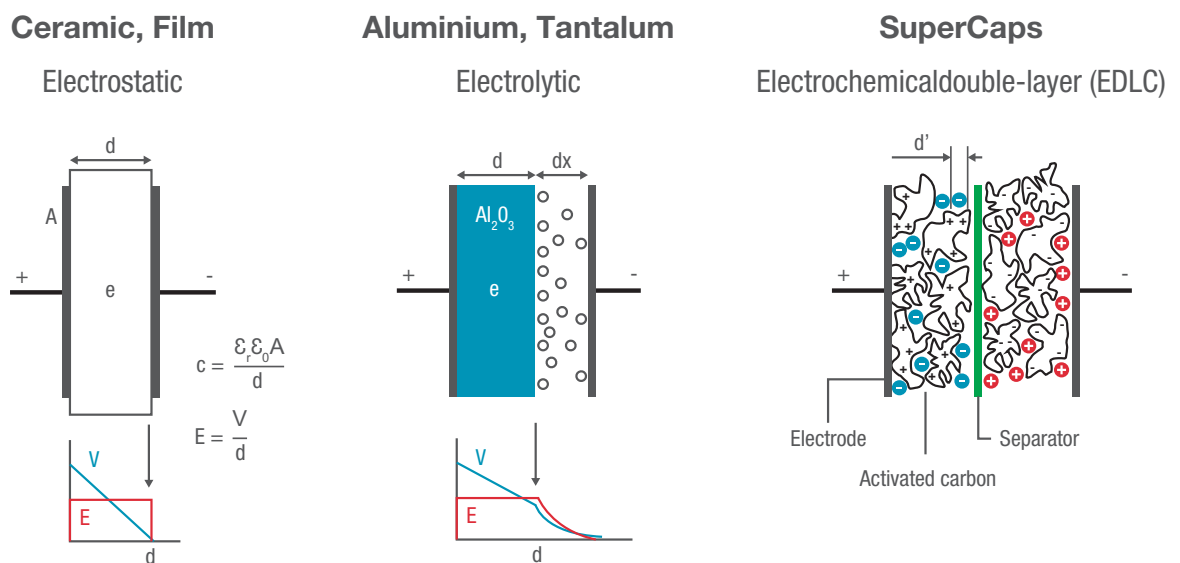 Ceramic, Film
Electrostatic
d
A
+
-
e
c = εᵣε₀A / d
E = V / d
V
E
d
Aluminium, Tantalum
Electrolytic
d
dx
Al₂O₃
+
-
e
V
E
d
SuperCaps
Electrochemicaldouble-layer (EDLC)
d'
+
-
Electrode
Separator
Activated carbon